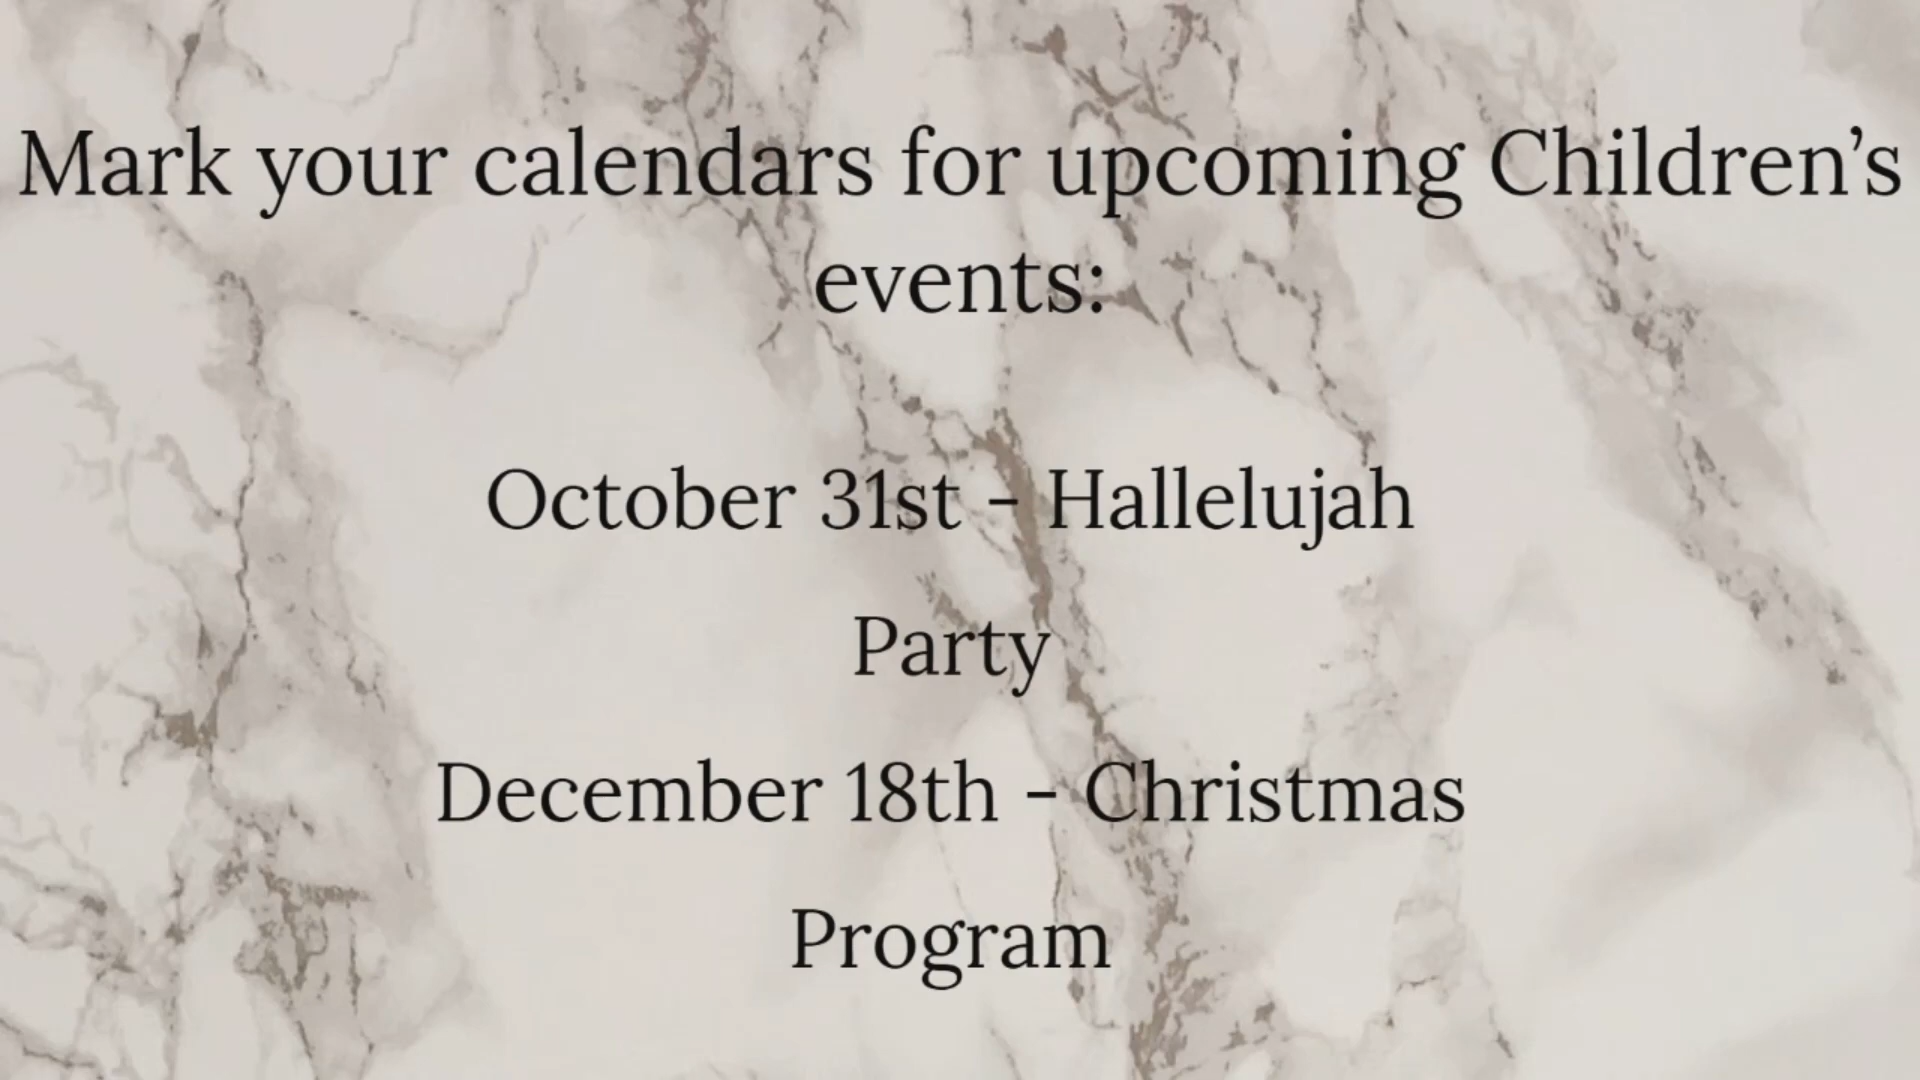 Mark your calendars for upcoming Children’s
events:
October 31st - Hallelujah
Party
December 18th - Christmas
Program